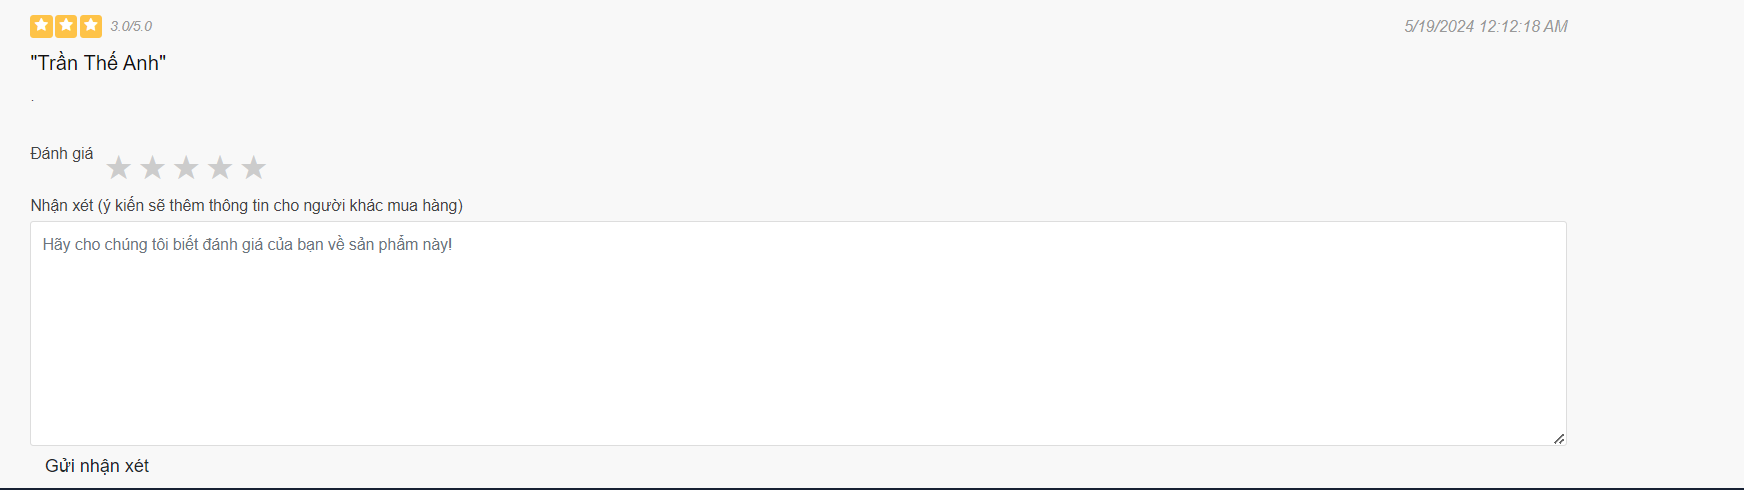 3.0/5.0 5/19/2024 12:12:18 AM
"Trần Thế Anh"
.
Đánh giá
Nhận xét (ý kiến sẽ thêm thông tin cho người khác mua hàng)
Hãy cho chúng tôi biết đánh giá của bạn về sản phẩm này!
Gửi nhận xét